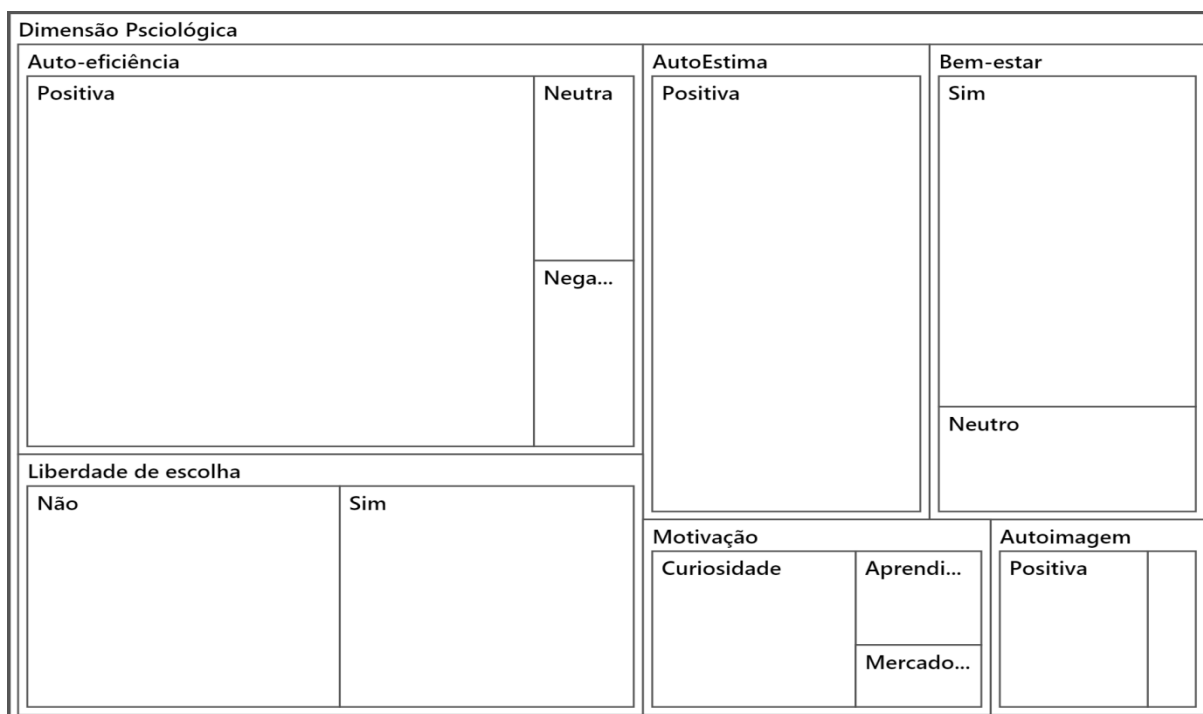 Dimensão Psciológica
Auto-eficiência
Positiva
Neutra
Nega...
AutoEstima
Positiva
Bem-estar
Sim
Neutro
Liberdade de escolha
Não
Sim
Motivação
Curiosidade
Aprendi...
Mercado...
Autoimagem
Positiva